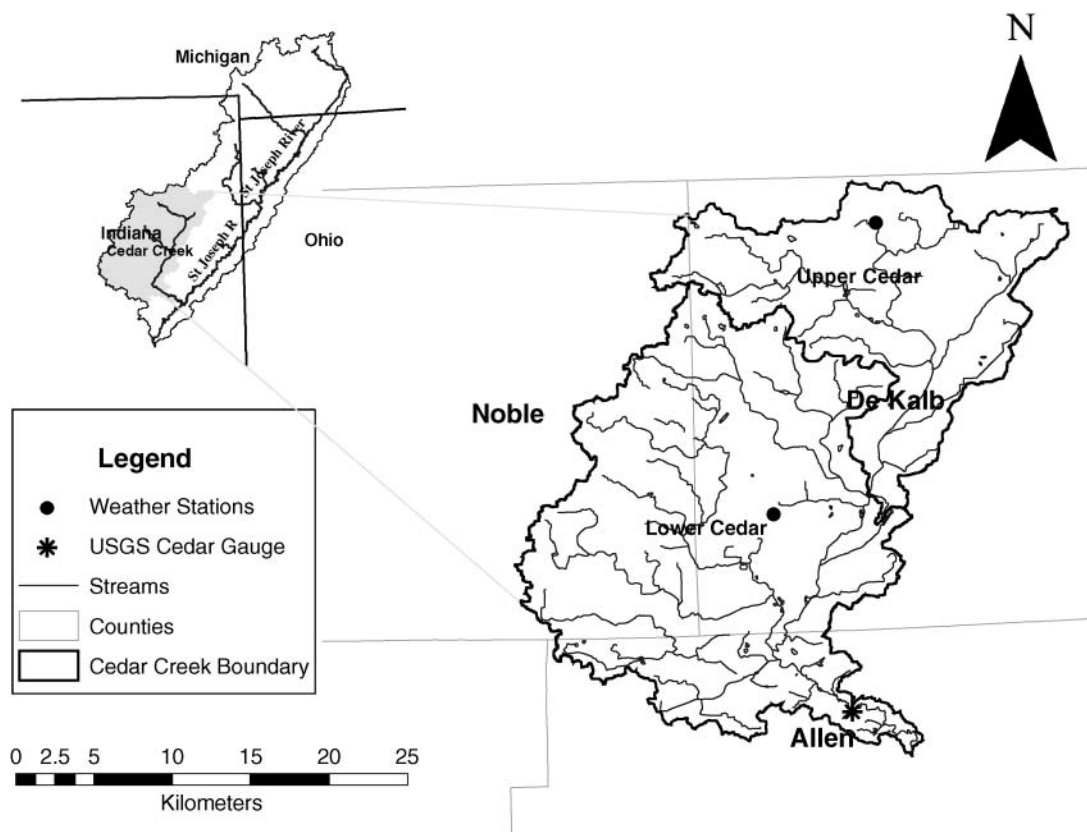 N
Michigan
St Joseph River
Indiana
Cedar Creek
St Joseph R
Ohio
Upper Cedar
De Kalb
Noble
Lower Cedar
Allen
Legend
Weather Stations
USGS Cedar Gauge
Streams
Counties
Cedar Creek Boundary
0 2.5 5 10 15 20 25
Kilometers